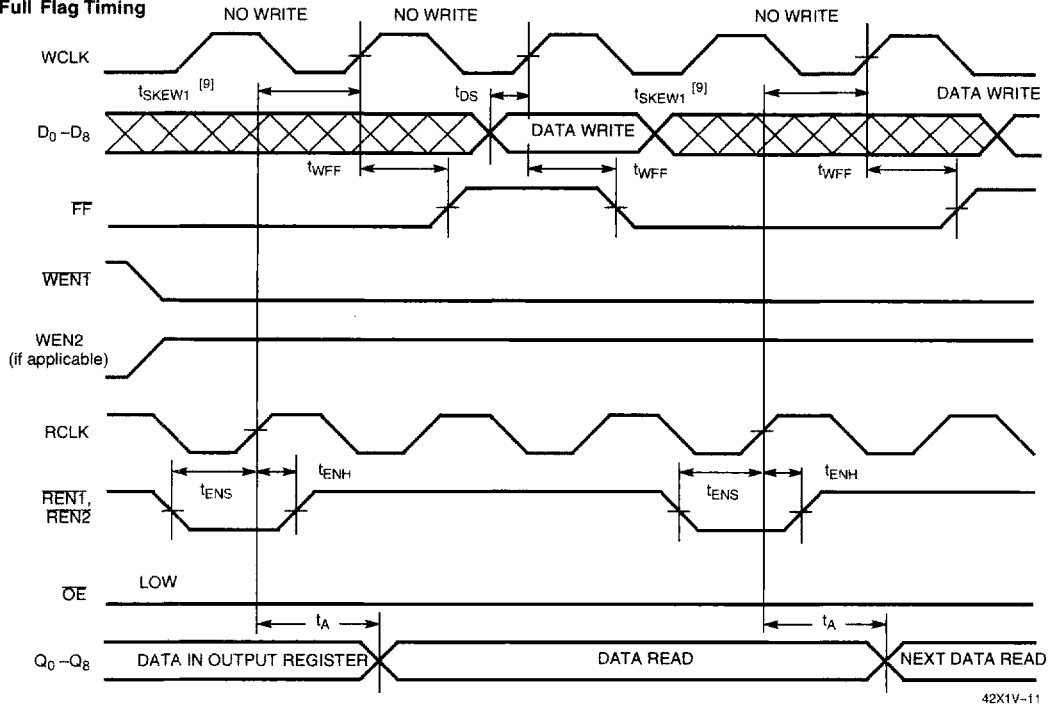 Full Flag Timing
NO WRITE
NO WRITE
NO WRITE
WCLK
tSKEW1 [9]
tDS
tSKEW1 [9]
DATA WRITE
D0 –D8
DATA WRITE
tWFF
tWFF
tWFF
FF
WEN1
WEN2
(if applicable)
RCLK
tENS
tENH
tENS
tENH
REN1,
REN2
OE
LOW
tA
tA
Q0 –Q8
DATA IN OUTPUT REGISTER
DATA READ
NEXT DATA READ
42X1V–11